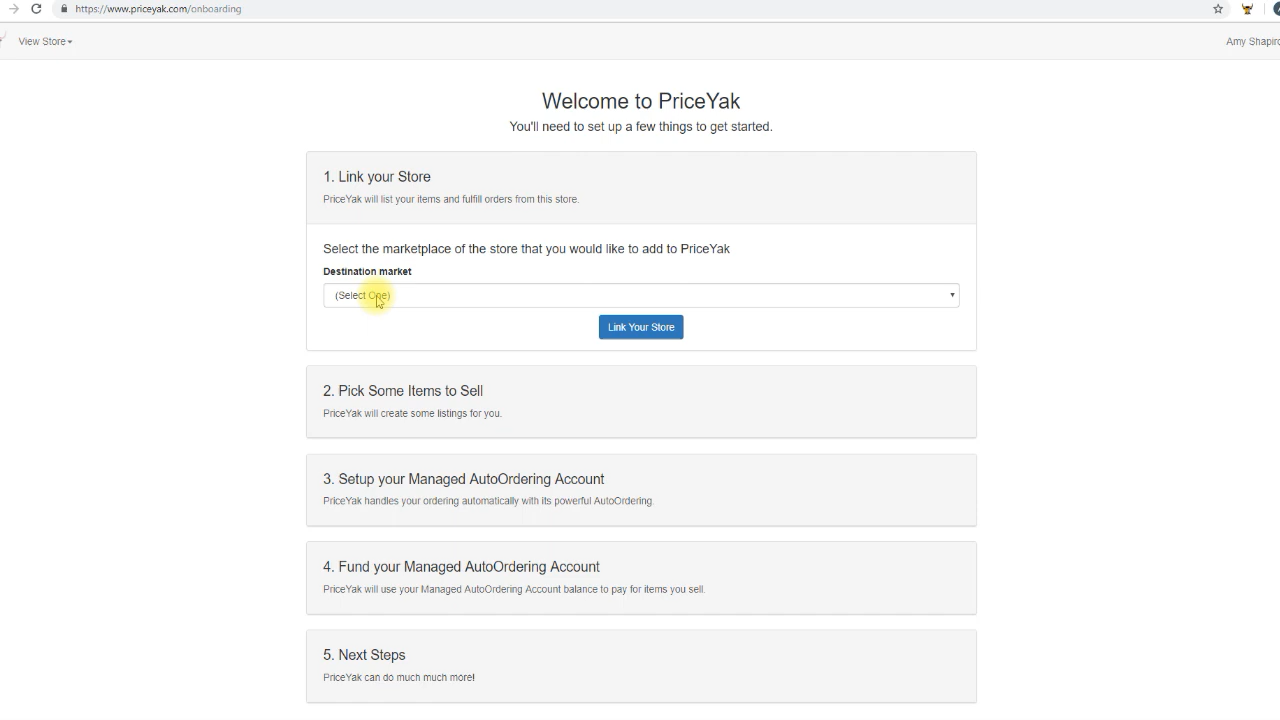 https://www.priceyak.com/onboarding
View Store
Amy Shapiro
Welcome to PriceYak
You'll need to set up a few things to get started.
1. Link your Store
PriceYak will list your items and fulfill orders from this store.
Select the marketplace of the store that you would like to add to PriceYak
Destination market
(Select One)
Link Your Store
2. Pick Some Items to Sell
PriceYak will create some listings for you.
3. Setup your Managed AutoOrdering Account
PriceYak handles your ordering automatically with its powerful AutoOrdering.
4. Fund your Managed AutoOrdering Account
PriceYak will use your Managed AutoOrdering Account balance to pay for items you sell.
5. Next Steps
PriceYak can do much much more!